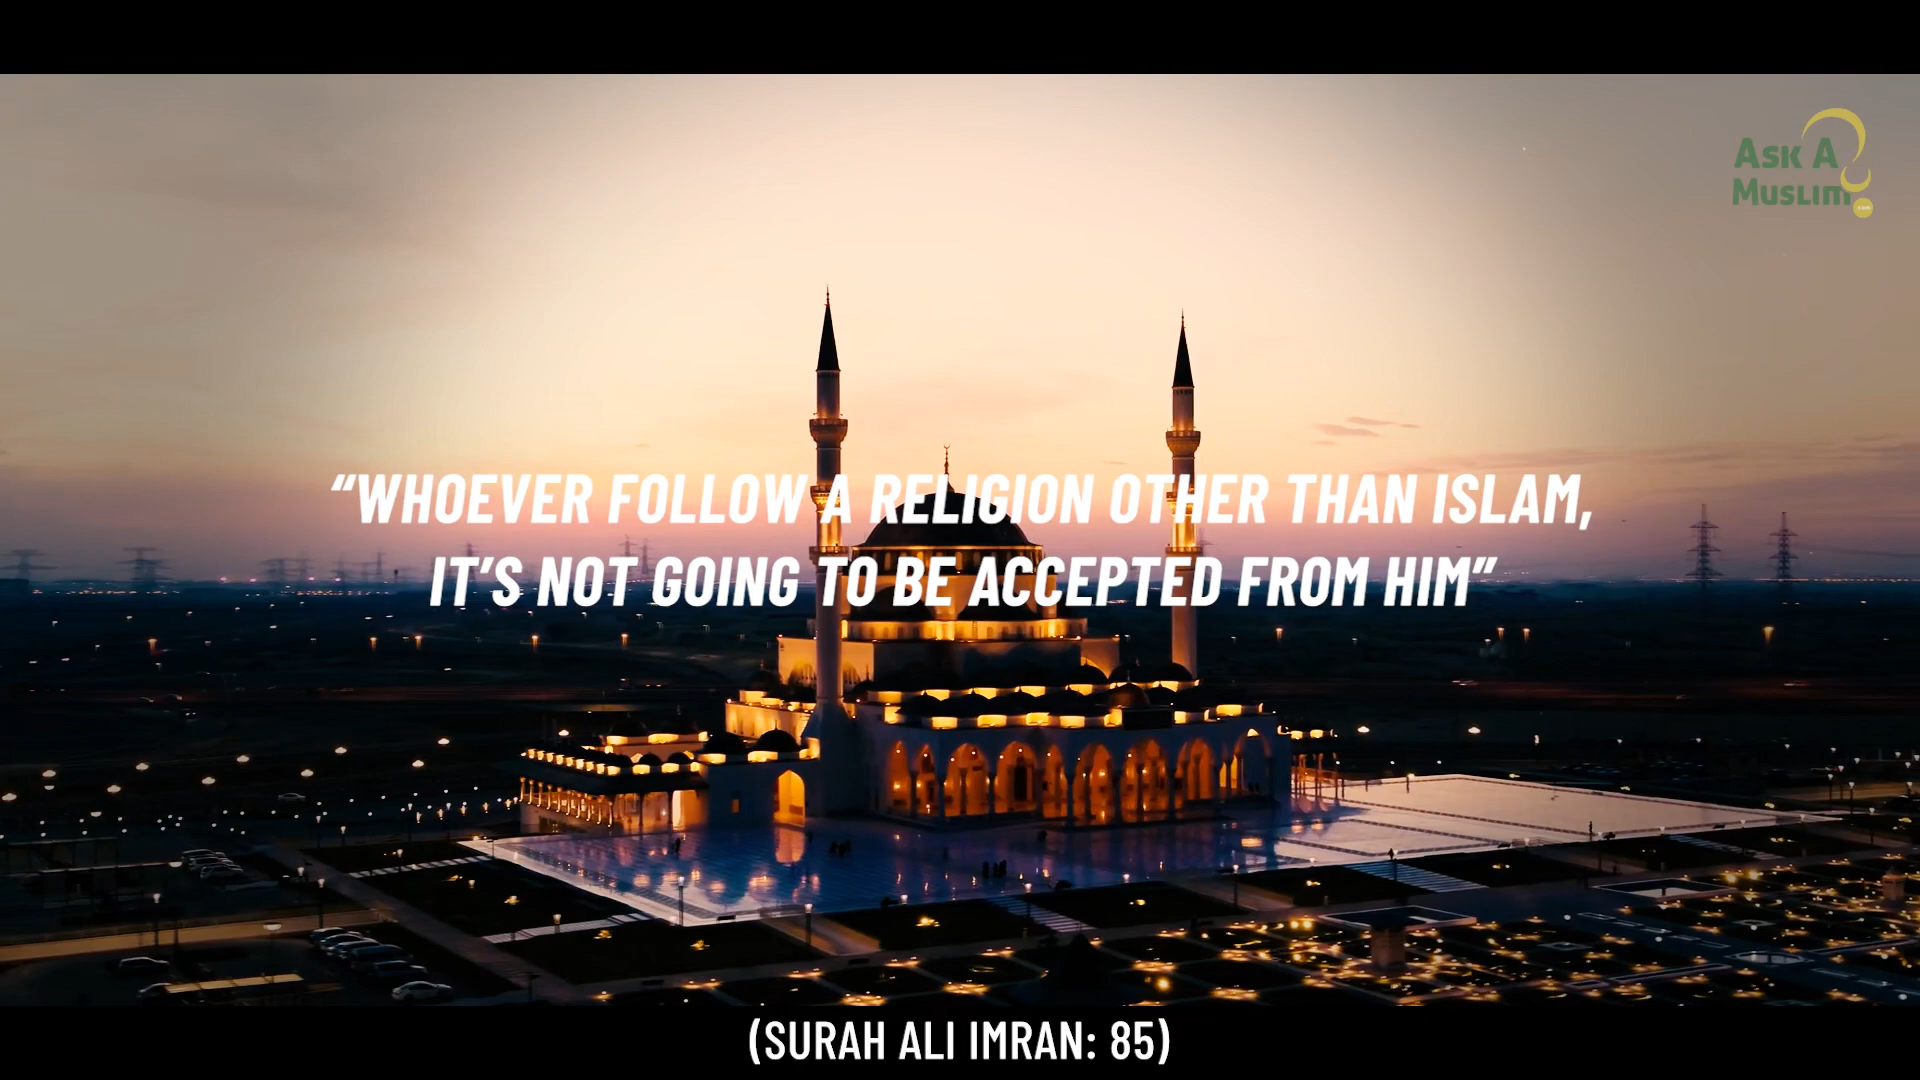 ASK A
MUSLIM
.com
"WHOEVER FOLLOW A RELIGION OTHER THAN ISLAM,
IT'S NOT GOING TO BE ACCEPTED FROM HIM"
(SURAH ALI IMRAN: 85)